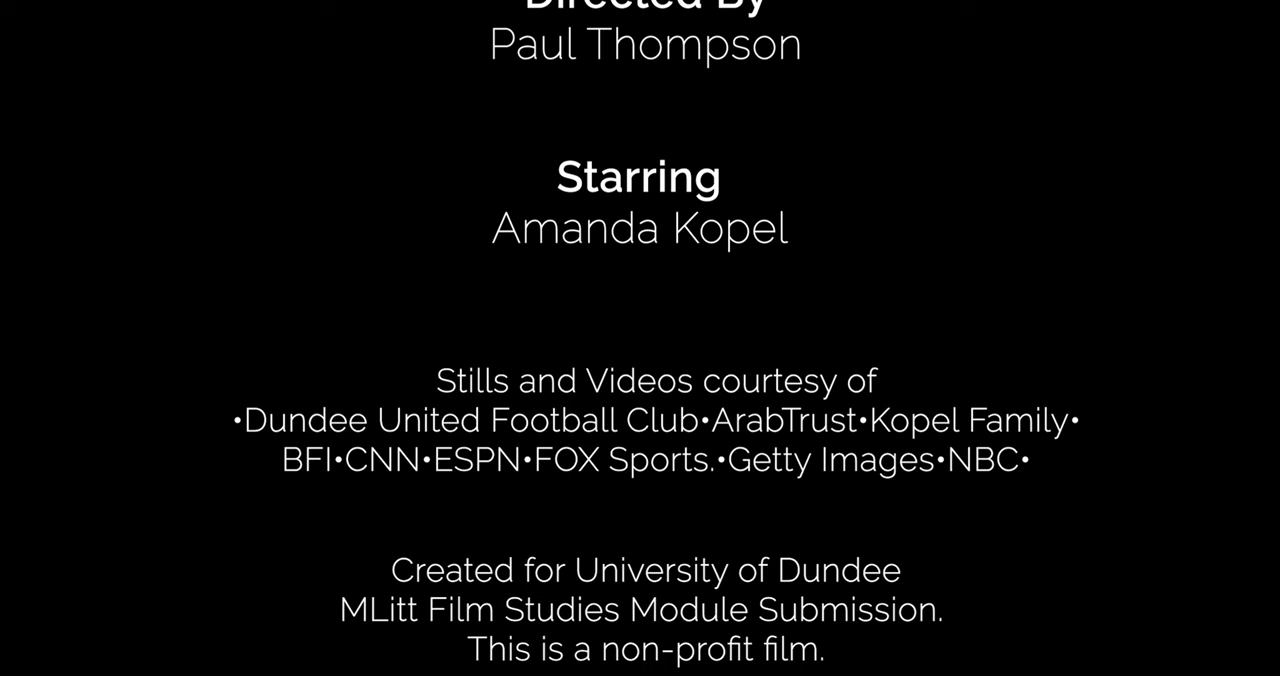 Directed By
Paul Thompson
Starring
Amanda Kopel
Stills and Videos courtesy of
•Dundee United Football Club•ArabTrust•Kopel Family•
BFI•CNN•ESPN•FOX Sports.•Getty Images•NBC•
Created for University of Dundee
MLitt Film Studies Module Submission.
This is a non-profit film.